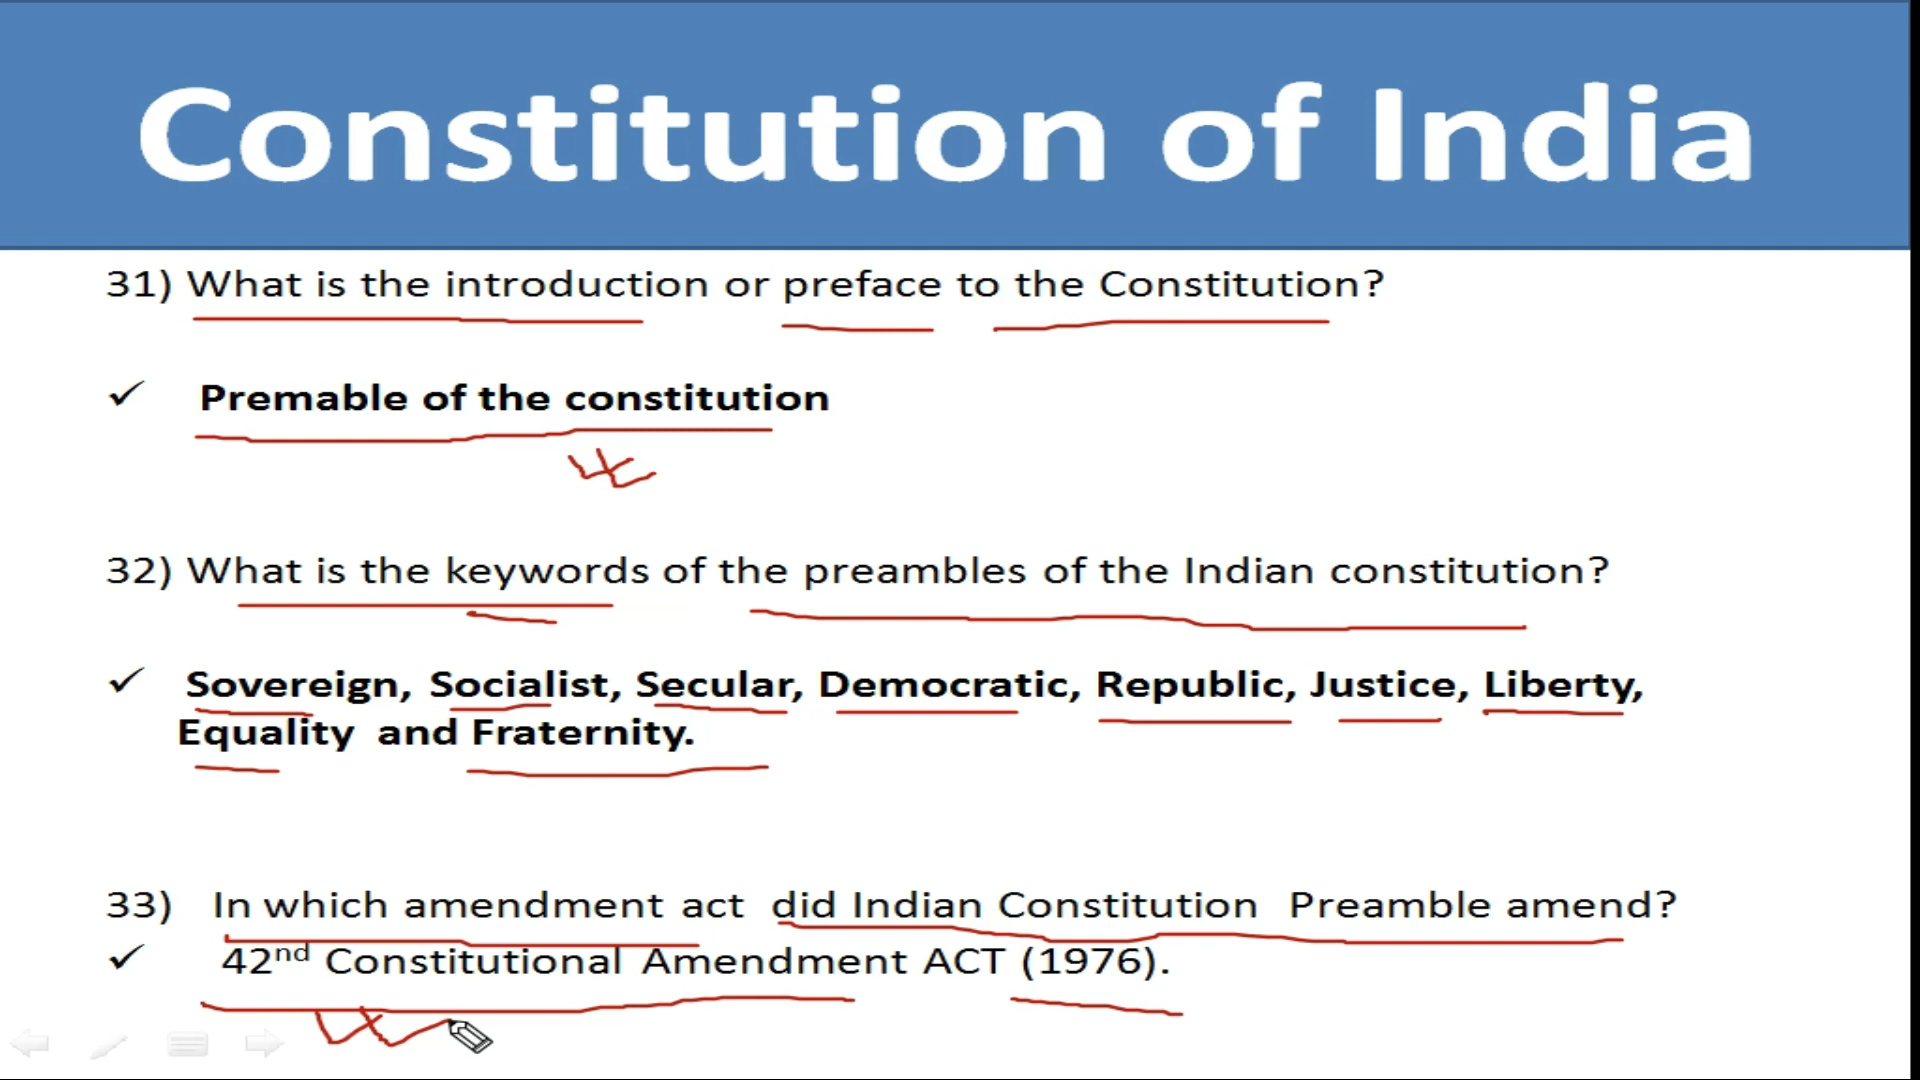 Constitution of India
31) What is the introduction or preface to the Constitution?
✓ Premable of the constitution
32) What is the keywords of the preambles of the Indian constitution?
✓ Sovereign, Socialist, Secular, Democratic, Republic, Justice, Liberty,
Equality and Fraternity.
33) In which amendment act did Indian Constitution Preamble amend?
✓ 42nd Constitutional Amendment ACT (1976).